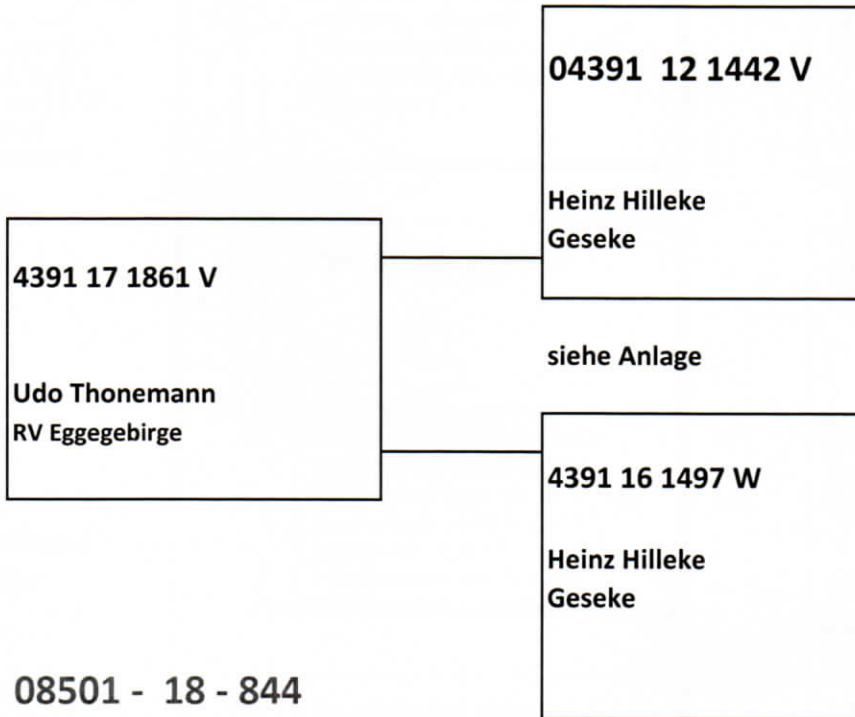 04391 12 1442 V
Heinz Hilleke
Geseke
4391 17 1861 V
Udo Thonemann
RV Eggegebirge
siehe Anlage
4391 16 1497 W
Heinz Hilleke
Geseke
08501 - 18 - 844